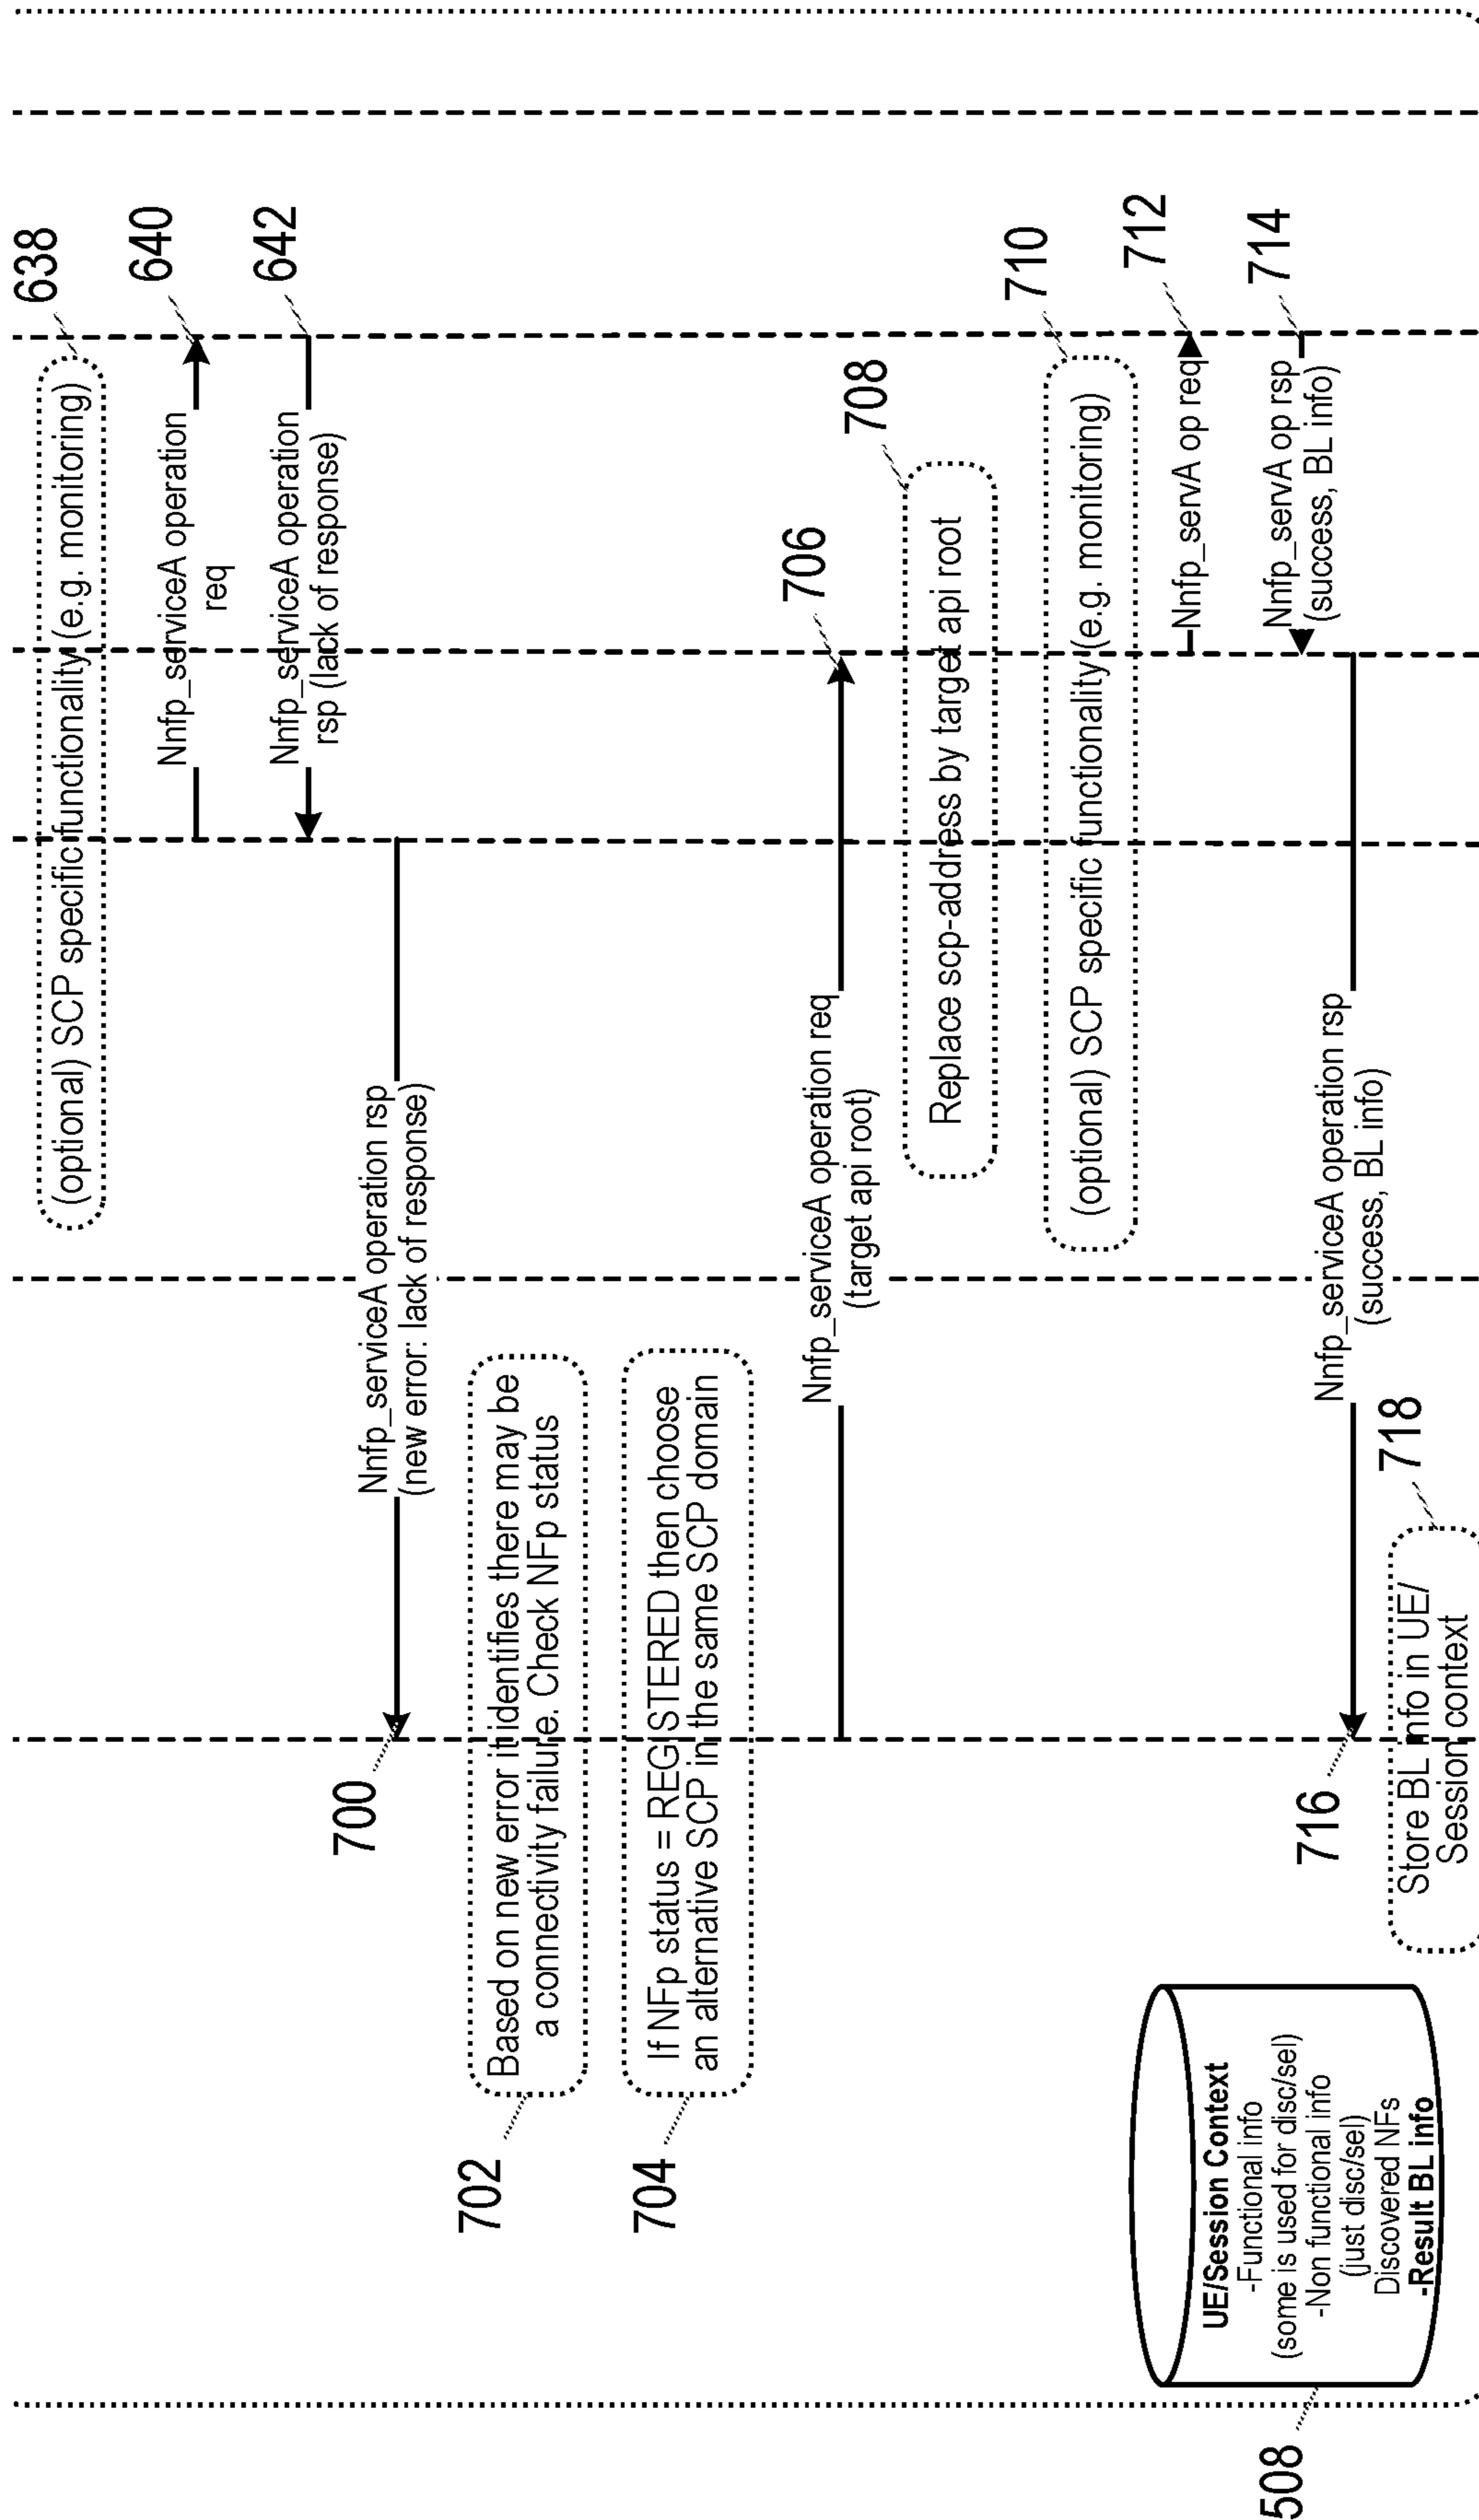 638
(optional) SCP specific functionality (e.g. monitoring)
640
Nnfp_serviceA operation
req
642
Nnfp_serviceA operation
rsp (lack of response)
700
Nnfp_serviceA operation rsp
(new error: lack of response)
702
Based on new error it identifies there may be
a connectivity failure. Check NFp status
704
If NFp status = REGISTERED then choose
an alternative SCP in the same SCP domain
706
Nnfp_serviceA operation req
(target api root)
708
Replace scp-address by target api root
710
(optional) SCP specific functionality (e.g. monitoring)
712
Nnfp_servA op req
714
Nnfp_servA op rsp
(success, BL info)
716
Nnfp_serviceA operation rsp
(success, BL info)
718
Store BL info in UE/
Session context
508
UE/Session Context
-Functional info
(some is used for disc/sel)
-Non functional info
(just disc/sel)
Discovered NFs
-Result BL info